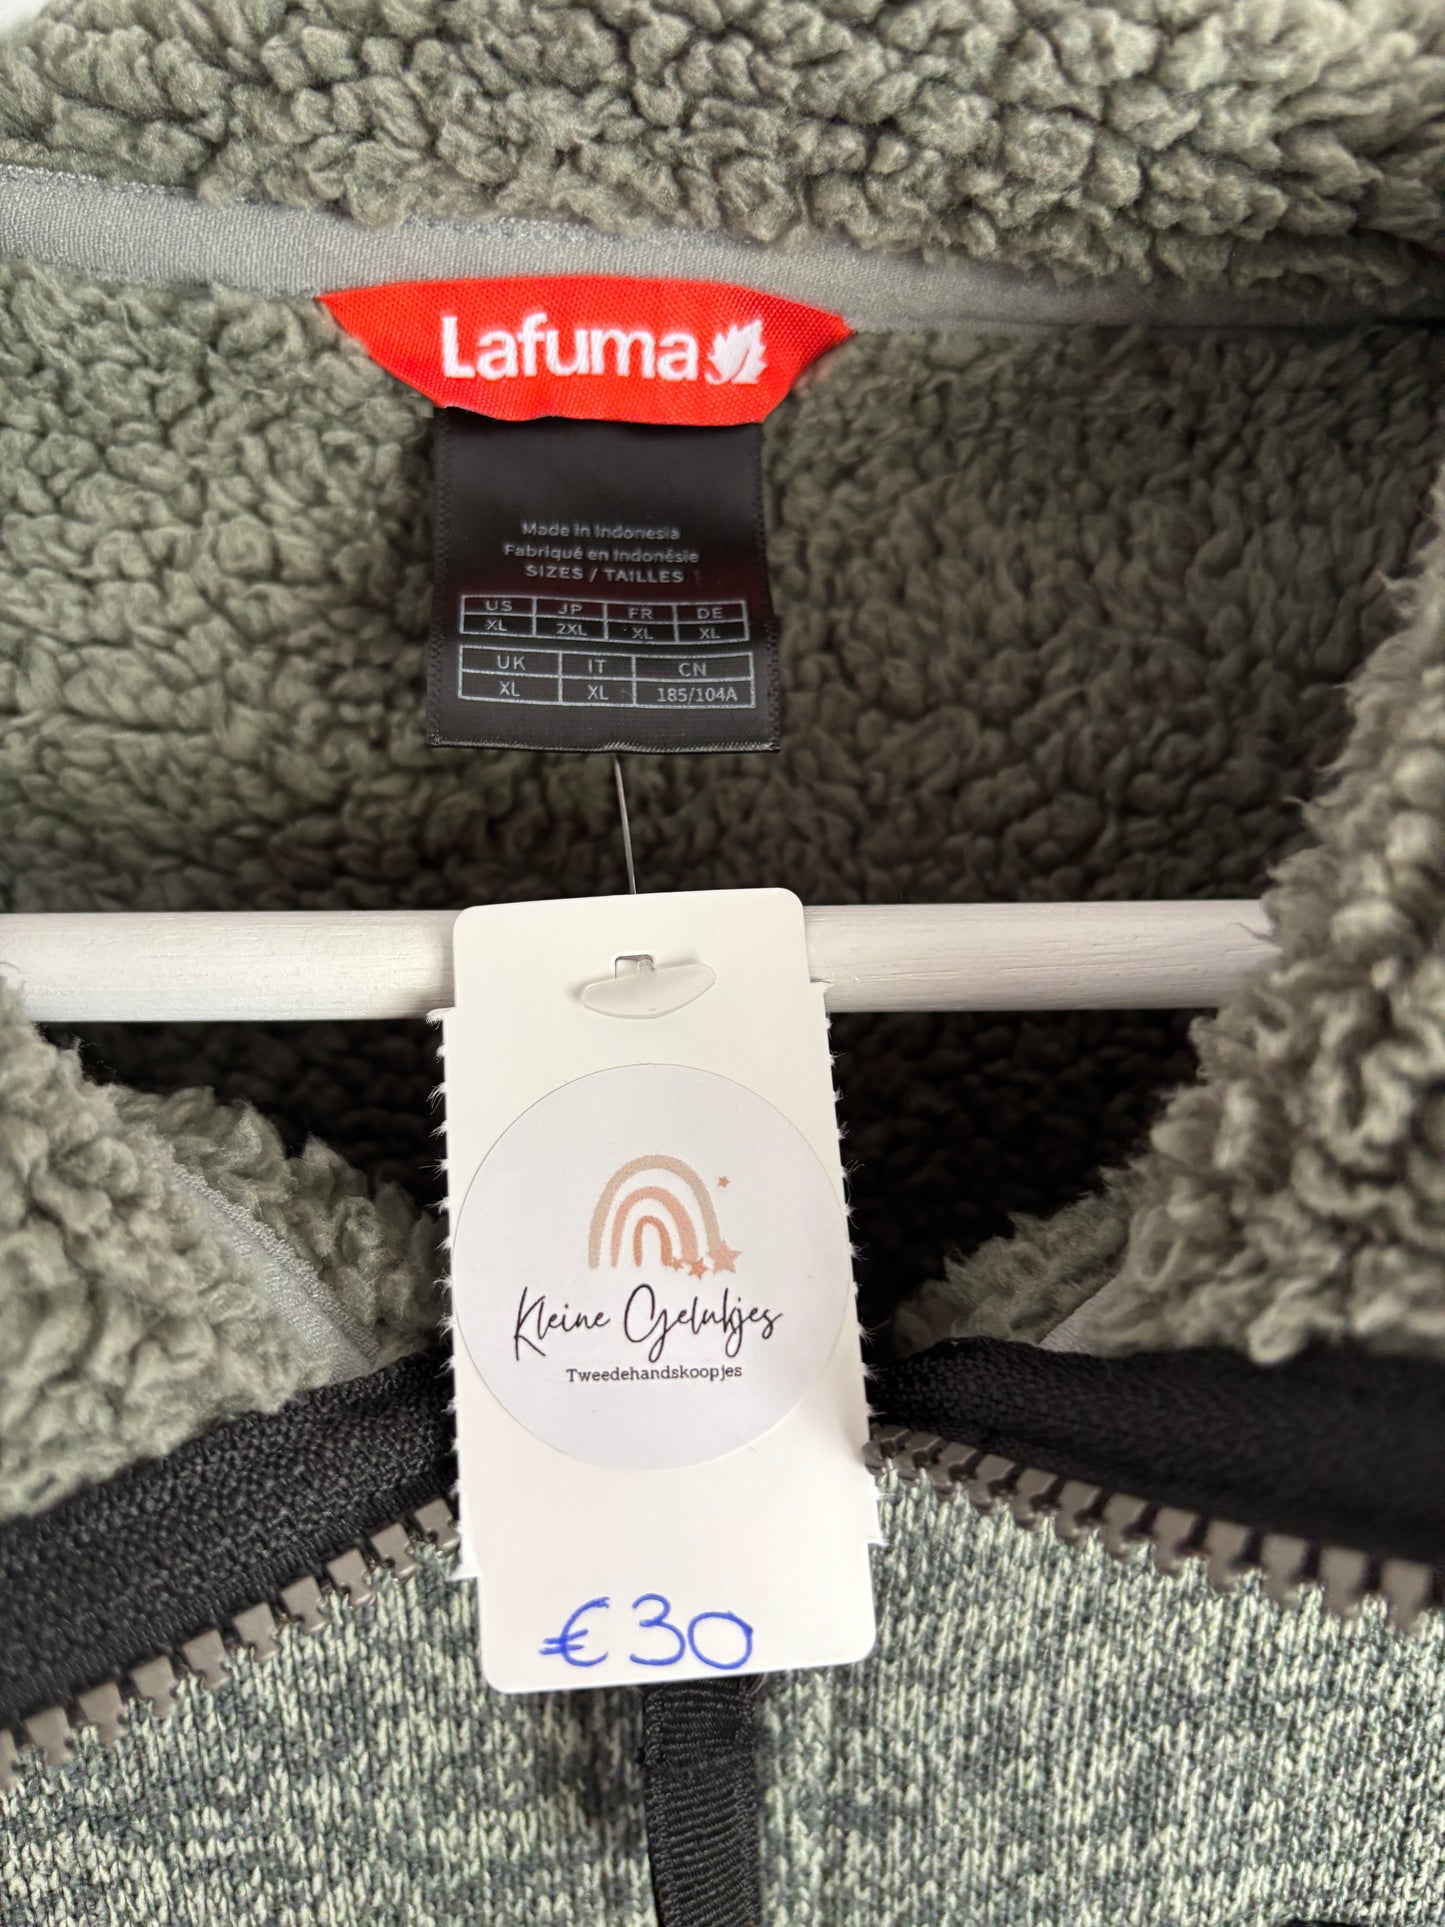 Lafuma
Made in Indonesia
Fabriqué en Indonésie
SIZES / TAILLES
US JP FR DE
XL 2XL XL XL
UK IT CN
XL XL 185/104A
Kleine Gelukjes
Tweedehandskoopjes
€30